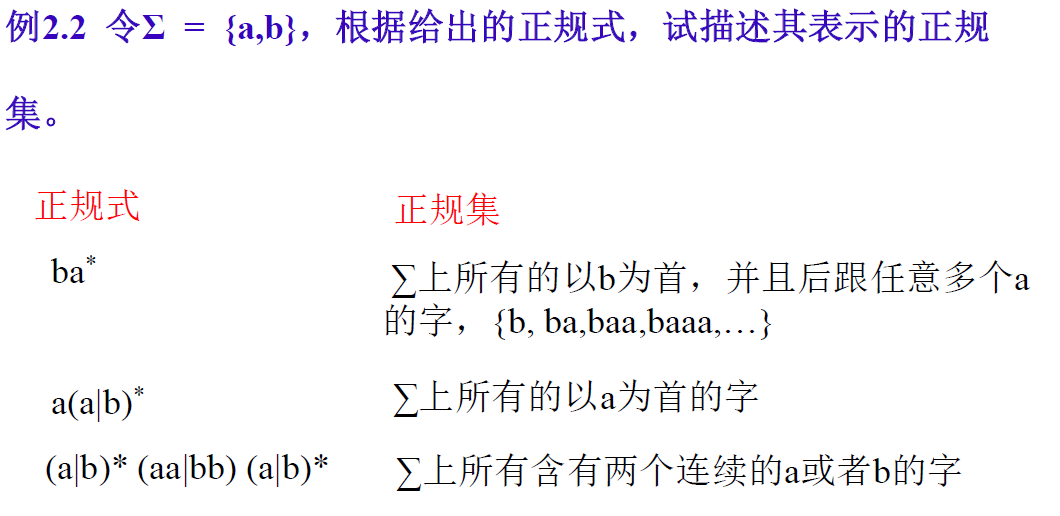 例2.2 令Σ = {a,b}，根据给出的正规式，试描述其表示的正规
集。
正规式 正规集
ba* ∑上所有的以b为首，并且后跟任意多个a
的字，{b, ba,baa,baaa,…}
a(a|b)* ∑上所有的以a为首的字
(a|b)* (aa|bb) (a|b)* ∑上所有含有两个连续的a或者b的字